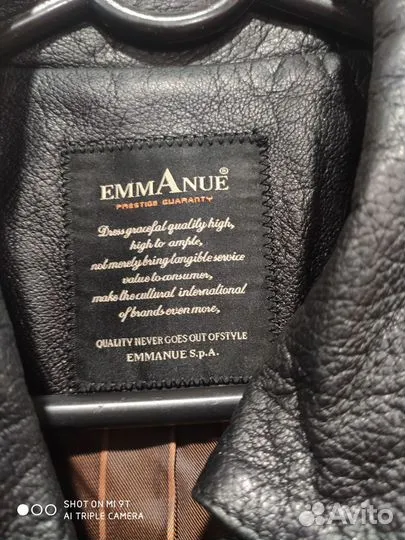 EMMANUE®
PRESTIGE GUARANTY
Dress graceful quality high,
high to ample,
not merely bring tangible service
value to consumer,
make the cultural international
of brands even more,
QUALITY NEVER GOES OUT OF STYLE
EMMANUE S.p.A.
SHOT ON MI 9T
AI TRIPLE CAMERA
Avito